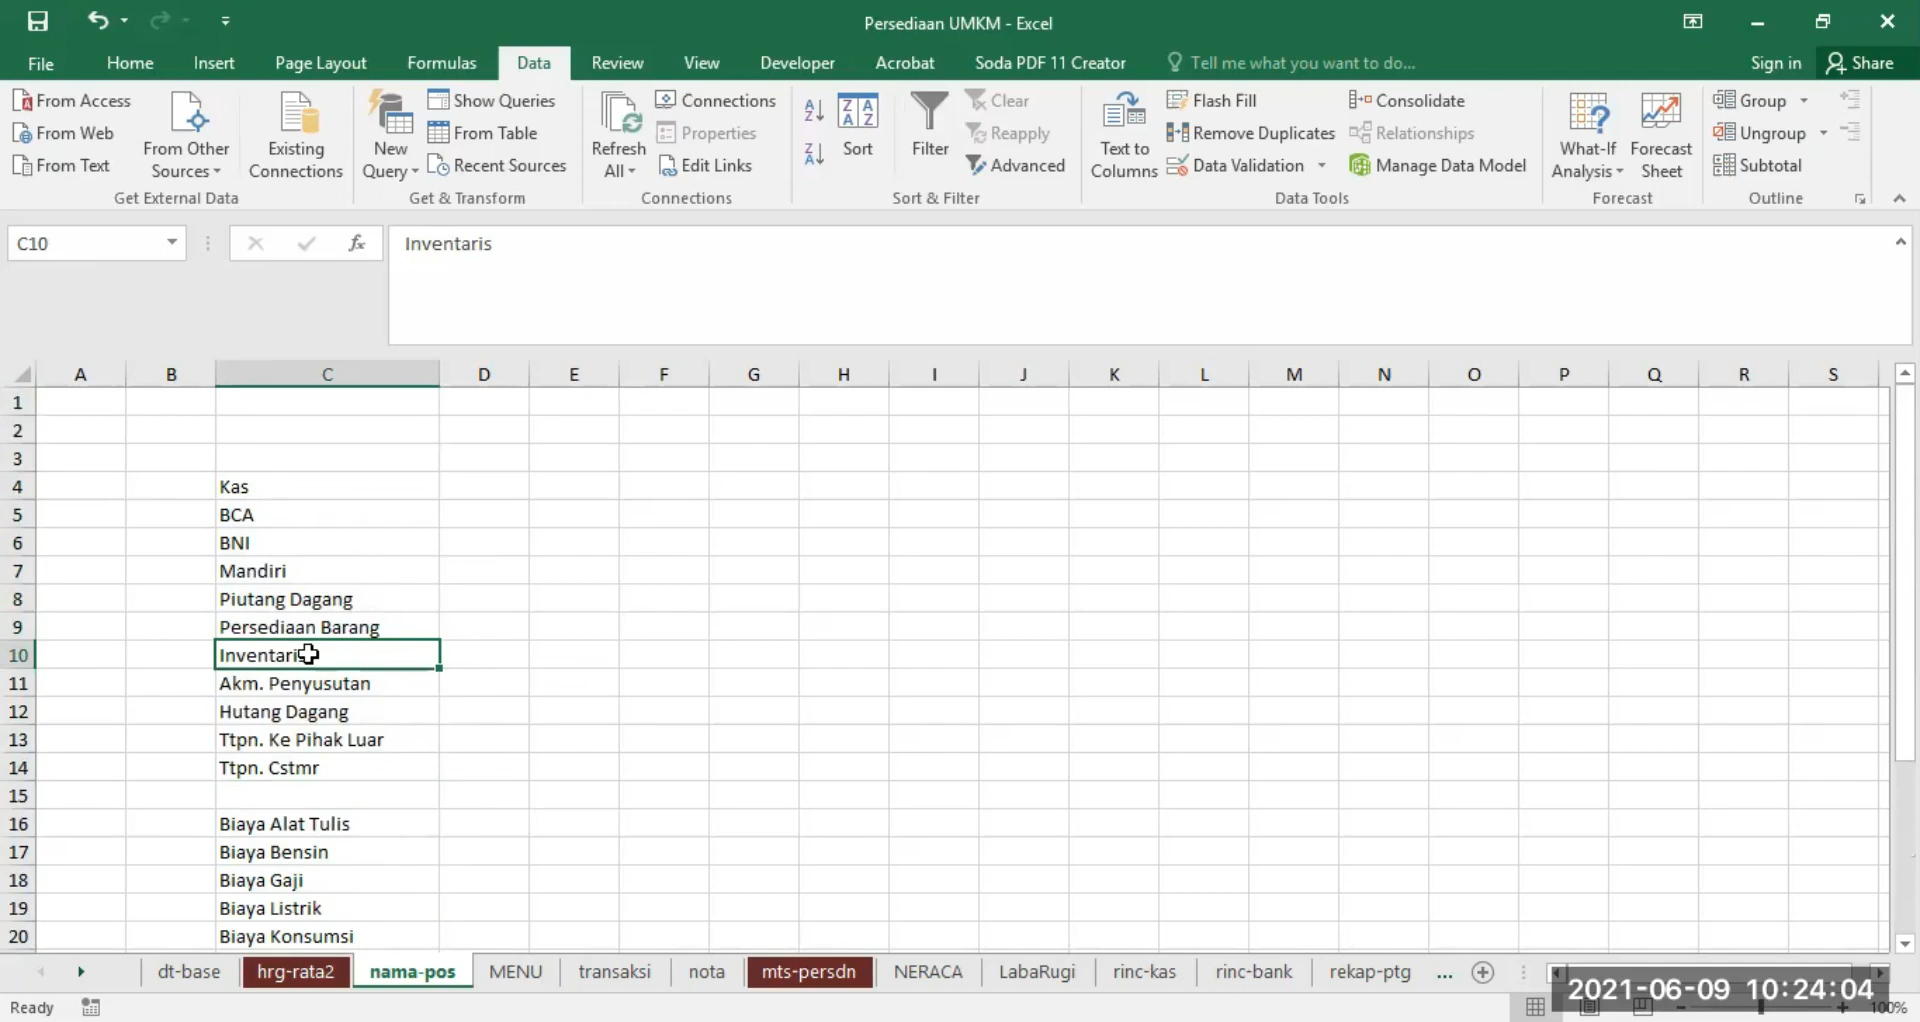 Persediaan UMKM - Excel
File Home Insert Page Layout Formulas Data Review View Developer Acrobat Soda PDF 11 Creator Tell me what you want to do... Sign in Share
From Access
From Web
From Text
From Other Sources
Existing Connections
Get External Data
New Query
Show Queries
From Table
Recent Sources
Get & Transform
Refresh All
Connections
Properties
Edit Links
Connections
Sort
Filter
Clear
Reapply
Advanced
Sort & Filter
Text to Columns
Flash Fill
Remove Duplicates
Data Validation
Consolidate
Relationships
Manage Data Model
Data Tools
What-If Analysis
Forecast Sheet
Forecast
Group
Ungroup
Subtotal
Outline
C10 fx Inventaris
A B C D E F G H I J K L M N O P Q R S
1
2
3
4 Kas
5 BCA
6 BNI
7 Mandiri
8 Piutang Dagang
9 Persediaan Barang
10 Inventaris
11 Akm. Penyusutan
12 Hutang Dagang
13 Ttpn. Ke Pihak Luar
14 Ttpn. Cstmr
15
16 Biaya Alat Tulis
17 Biaya Bensin
18 Biaya Gaji
19 Biaya Listrik
20 Biaya Konsumsi
dt-base hrg-rata2 nama-pos MENU transaksi nota mts-persdn NERACA LabaRugi rinc-kas rinc-bank rekap-ptg ...
2021-06-09 10:24:04
Ready 100%